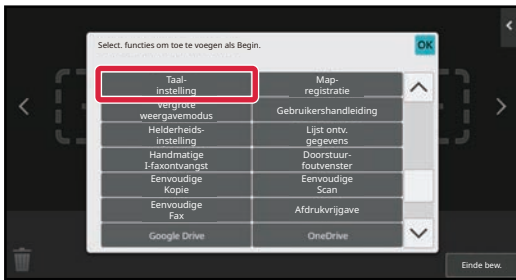 Select. functies om toe te voegen als Begin.
OK
Taal-
instelling
Map-
registratie
Vergrote
weergavemodus
Gebruikershandleiding
Helderheids-
instelling
Lijst ontv.
gegevens
Handmatige
I-faxontvangst
Doorstuur-
foutvenster
Eenvoudige
Kopie
Eenvoudige
Scan
Eenvoudige
Fax
Afdrukvrijgave
Google Drive
OneDrive
Einde bew.